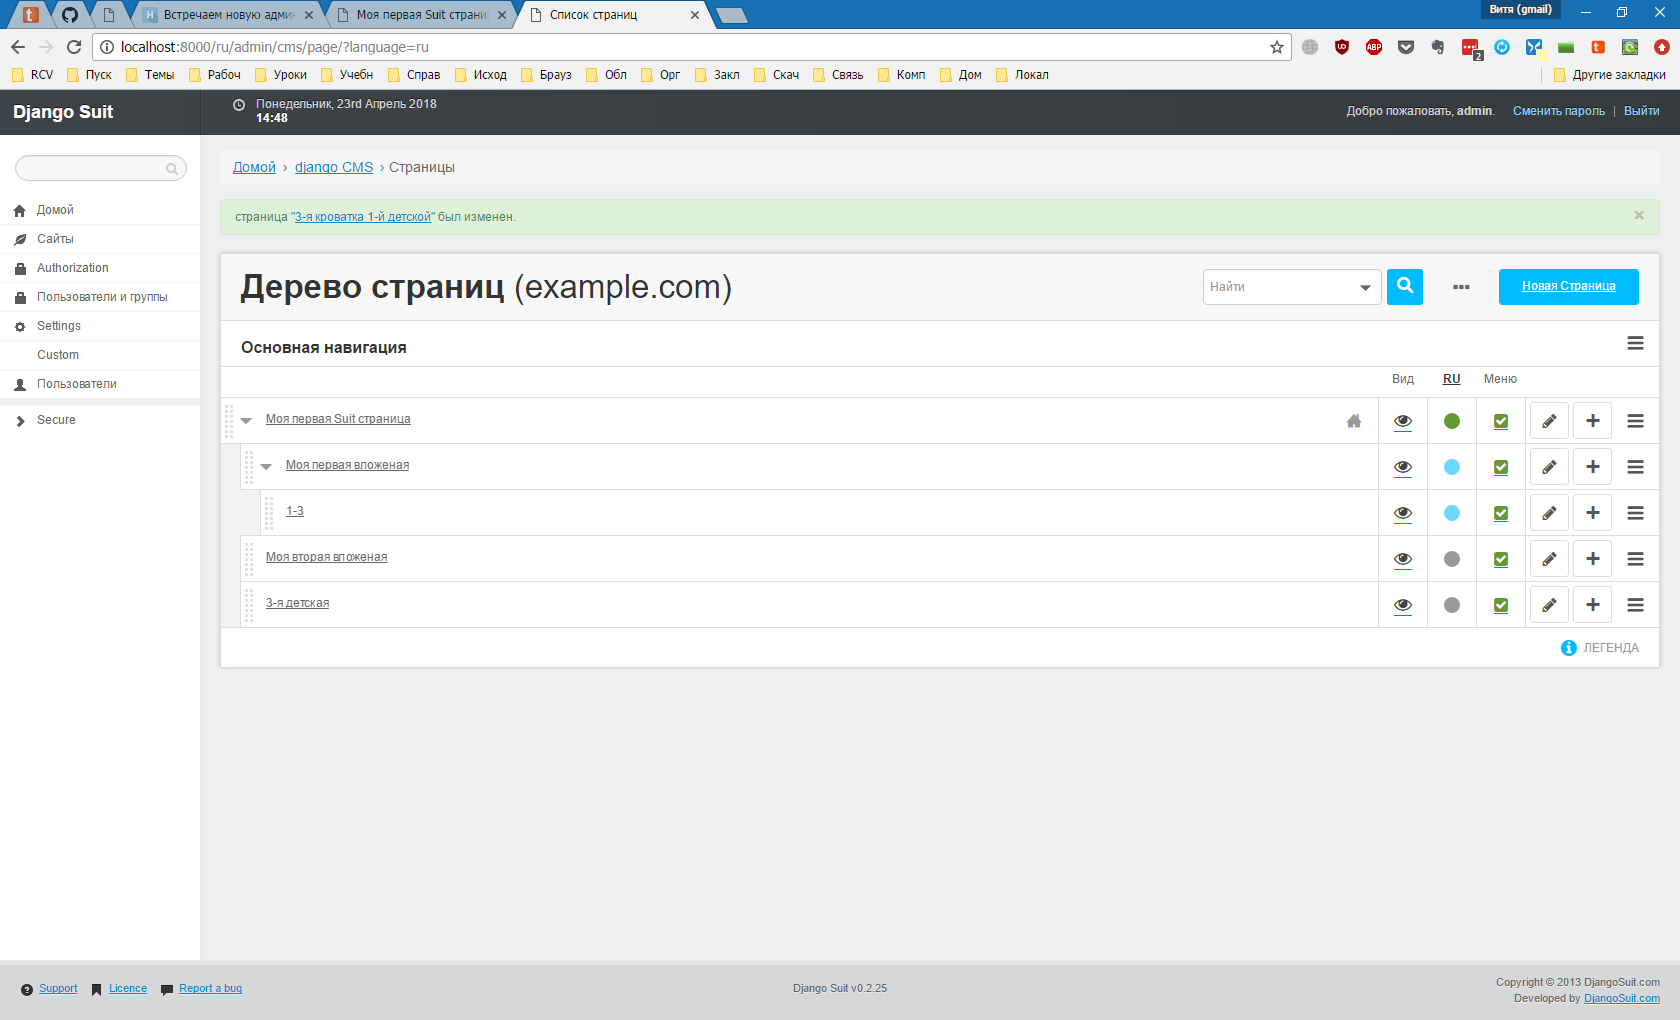 Встречаем новую адми
Моя первая Suit страни
Список страниц
Витя (gmail)
localhost:8000/ru/admin/cms/page/?language=ru
RCV Пуск Темы Рабоч Уроки Учебн Справ Исход Брауз Обл Орг Закл Скач Связь Комп Дом Локал Другие закладки
Django Suit
Понедельник, 23rd Апрель 2018
14:48
Добро пожаловать, admin. Сменить пароль | Выйти
Домой
Сайты
Authorization
Пользователи и группы
Settings
Custom
Пользователи
Secure
Домой › django CMS › Страницы
страница "3-я кроватка 1-й детской" был изменен.
Дерево страниц (example.com)
Найти
Новая Страница
Основная навигация
Вид RU Меню
Моя первая Suit страница
Моя первая вложеная
1-3
Моя вторая вложеная
3-я детская
ЛЕГЕНДА
Support Licence Report a bug
Django Suit v0.2.25
Copyright © 2013 DjangoSuit.com
Developed by DjangoSuit.com